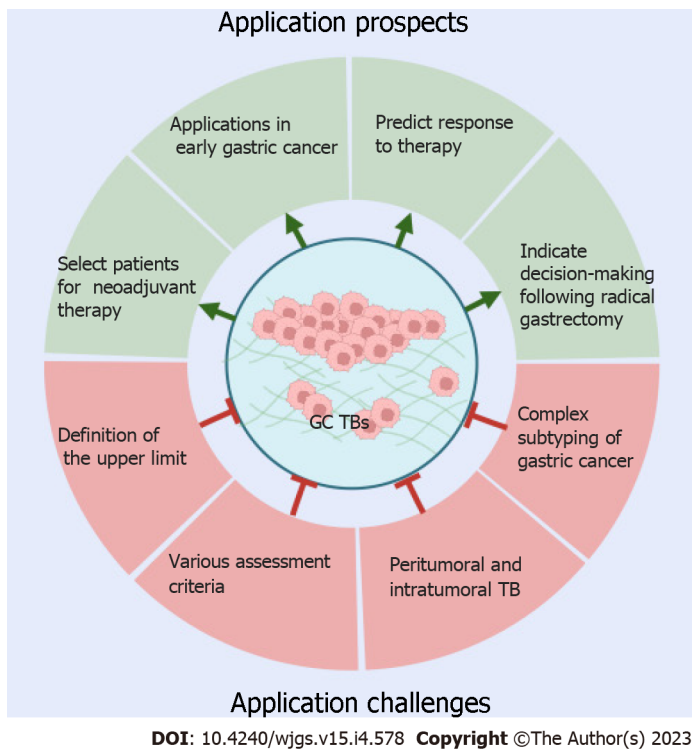 Application prospects
Applications in
early gastric cancer
Predict response
to therapy
Select patients
for neoadjuvant
therapy
Indicate
decision-making
following radical
gastrectomy
GC TBs
Definition of
the upper limit
Complex
subtyping of
gastric cancer
Various assessment
criteria
Peritumoral and
intratumoral TB
Application challenges
DOI: 10.4240/wjgs.v15.i4.578 Copyright ©The Author(s) 2023